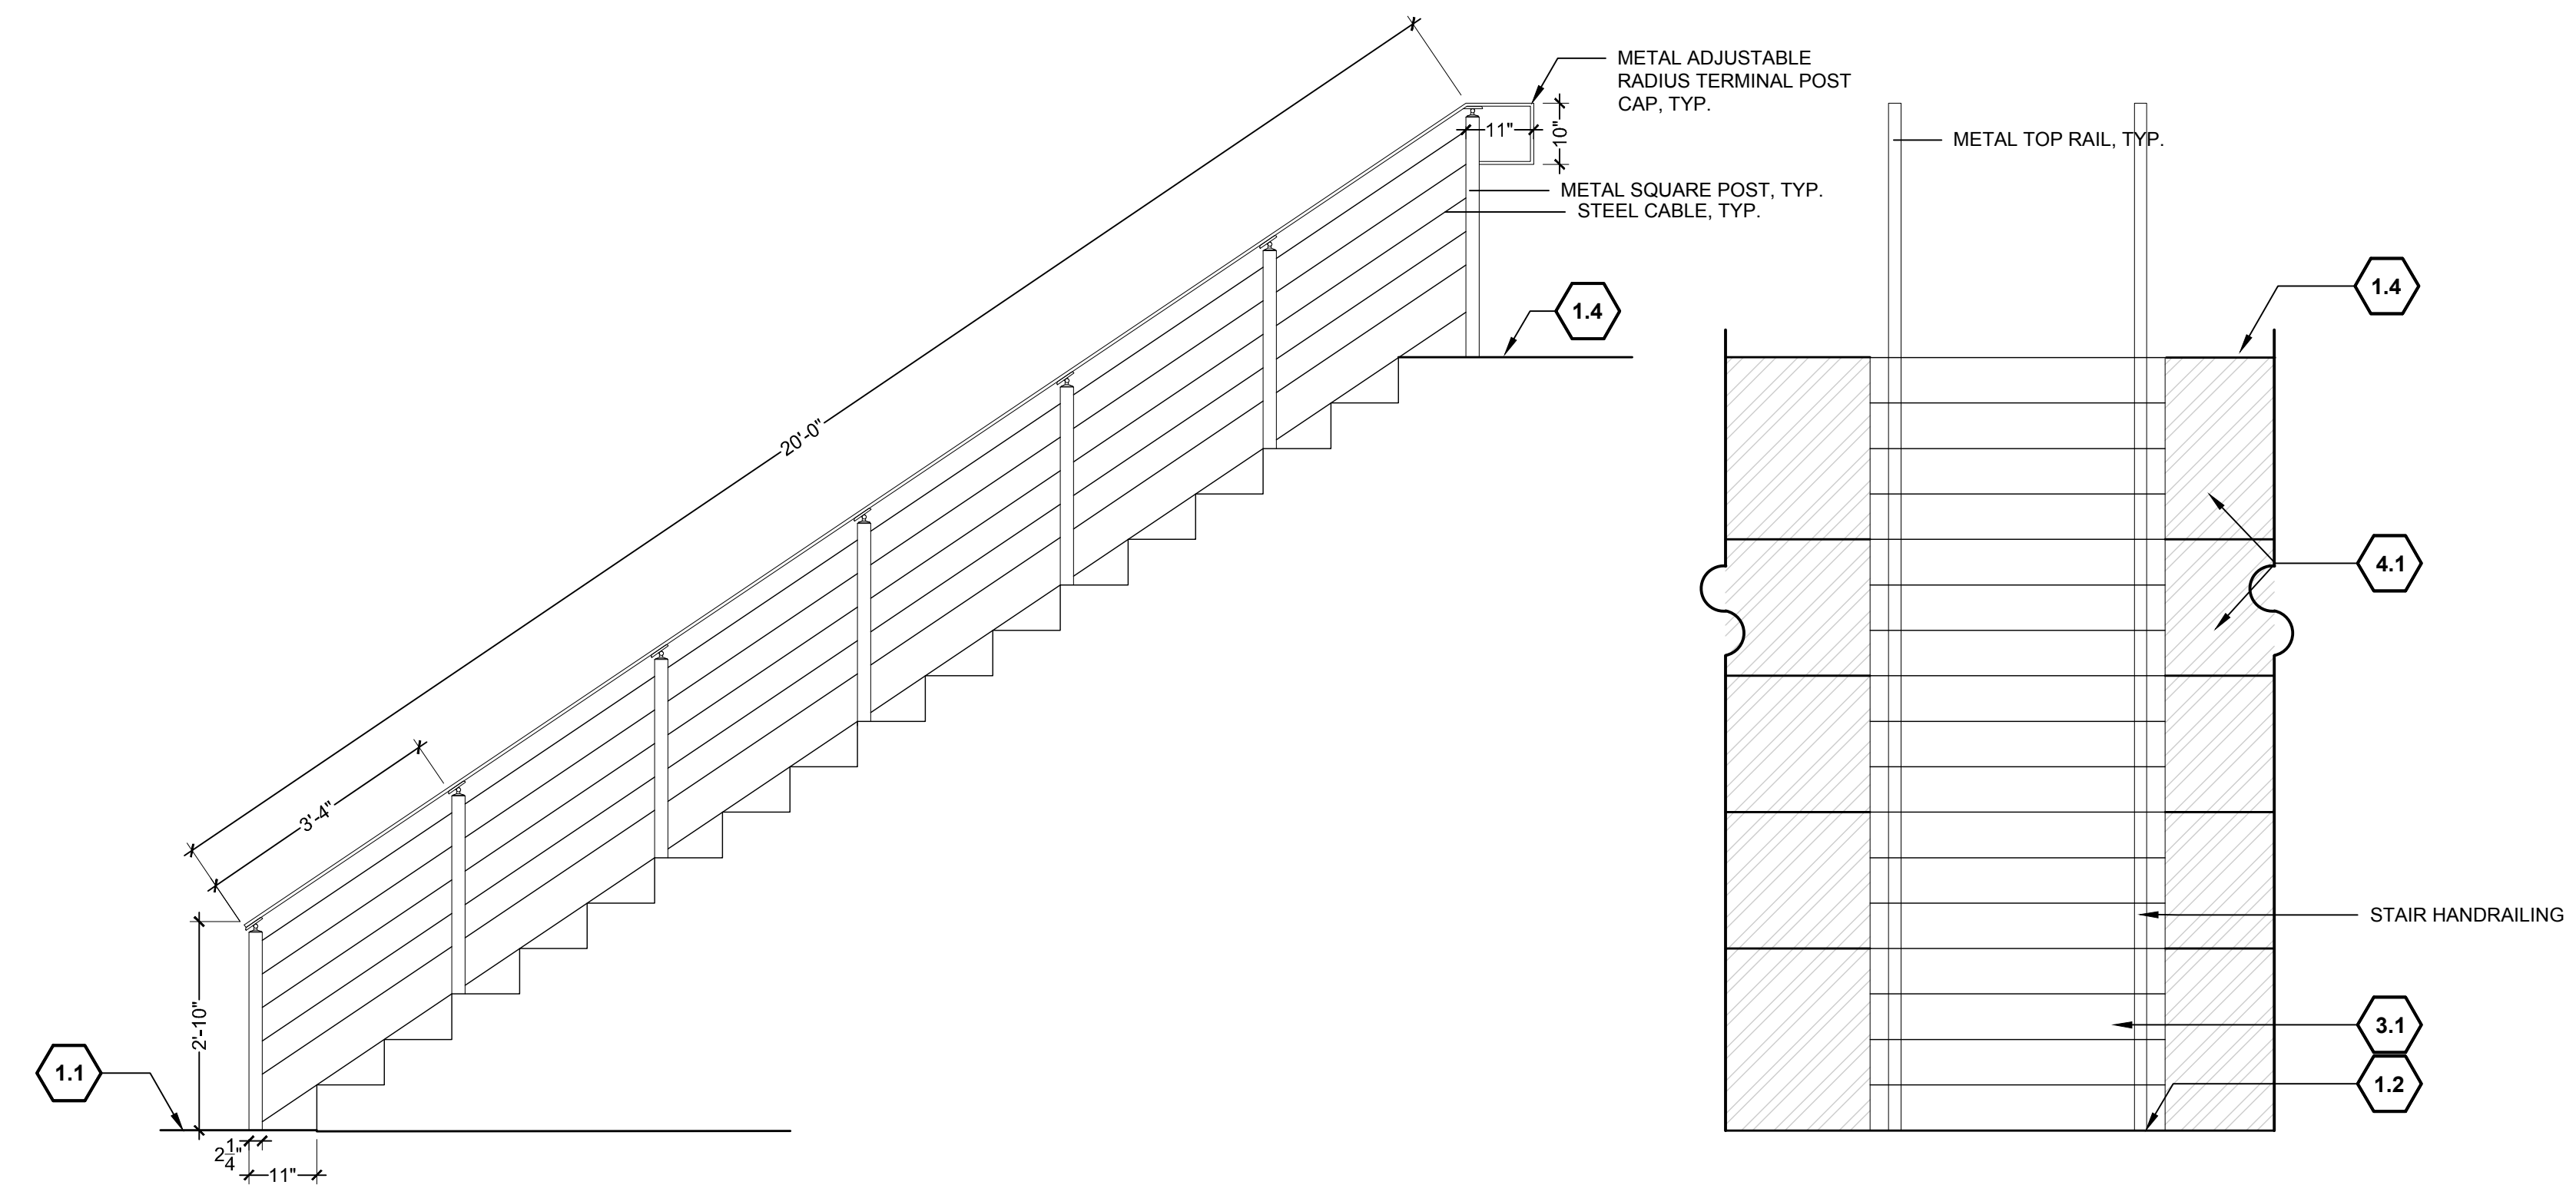 METAL ADJUSTABLE
RADIUS TERMINAL POST
CAP, TYP.
11"
10"
METAL SQUARE POST, TYP.
STEEL CABLE, TYP.
1.4
20'-0"
3'-4"
2'-10"
1.1
2 1/4"
11"
METAL TOP RAIL, TYP.
1.4
4.1
STAIR HANDRAILING
3.1
1.2